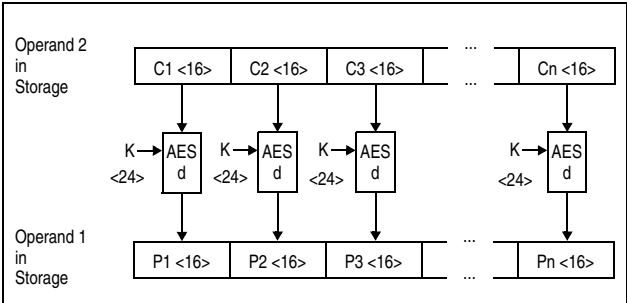 Operand 2
in
Storage
C1 <16> C2 <16> C3 <16> ... ... Cn <16>
K AES d <24> K AES d <24> K AES d <24> K AES d <24>
Operand 1
in
Storage
P1 <16> P2 <16> P3 <16> ... ... Pn <16>